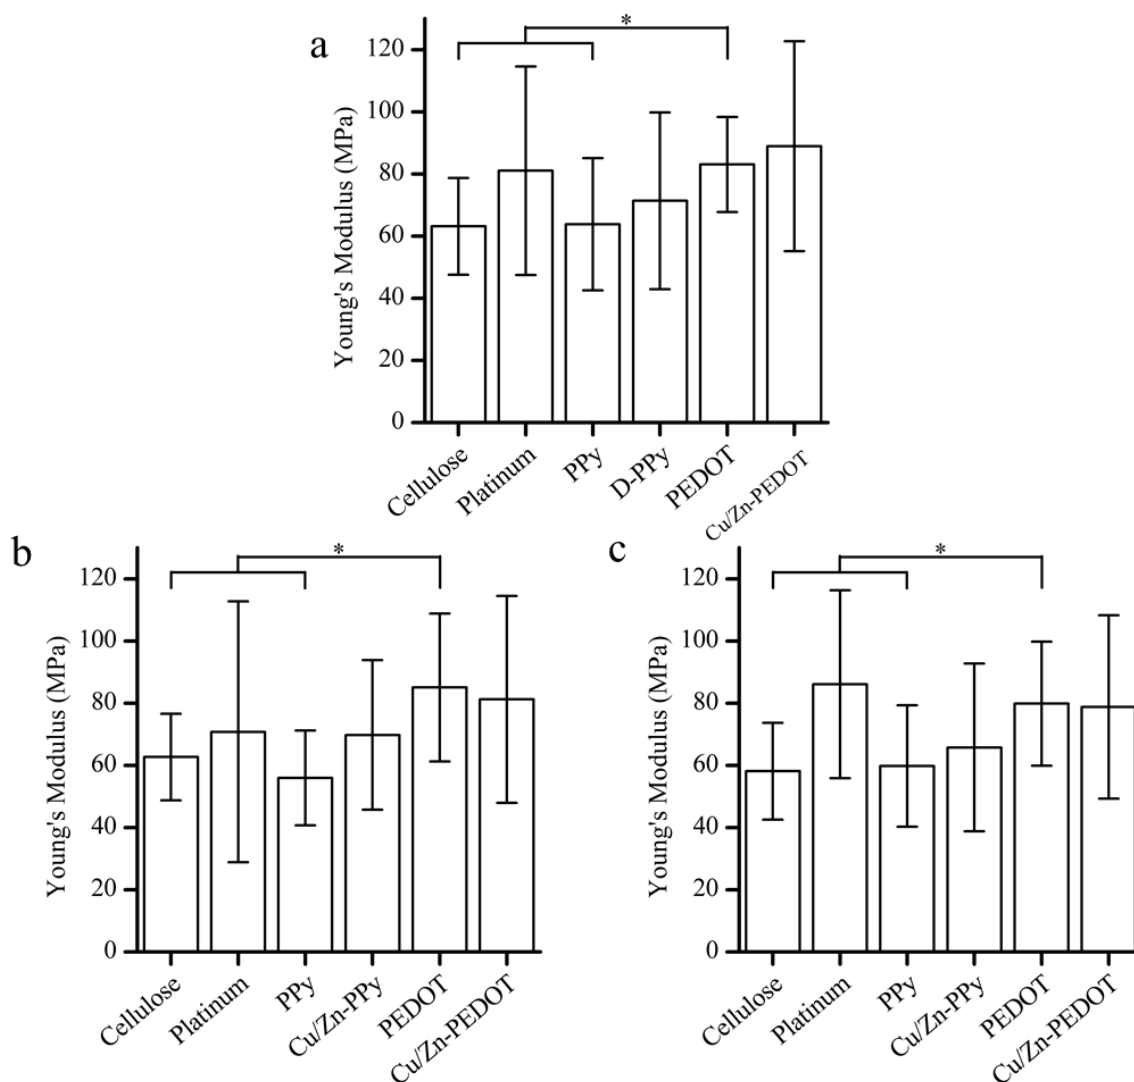 a
*
Young's Modulus (MPa)
120
100
80
60
40
20
0
Cellulose
Platinum
PPy
D-PPy
PEDOT
Cu/Zn-PEDOT
b
*
Young's Modulus (MPa)
120
100
80
60
40
20
0
Cellulose
Platinum
PPy
Cu/Zn-PPy
PEDOT
Cu/Zn-PEDOT
c
*
Young's Modulus (MPa)
120
100
80
60
40
20
0
Cellulose
Platinum
PPy
Cu/Zn-PPy
PEDOT
Cu/Zn-PEDOT